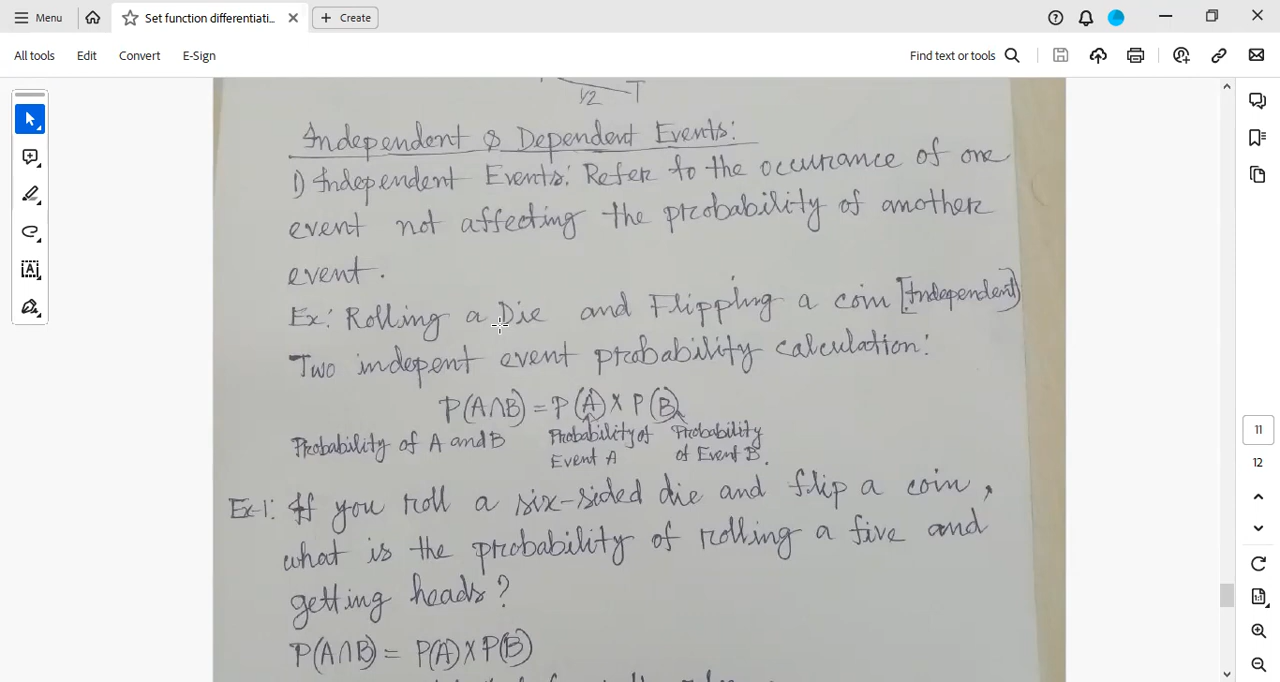 Menu
Set function differentiati...
Create
All tools
Edit
Convert
E-Sign
Find text or tools
1/2 T
Independent & Dependent Events:
1) Independent Events: Refer to the occurance of one
event not affecting the probability of another
event.
Ex: Rolling a Die and Flipping a coin [Independent)
Two indepent event probability calculation:
P(A∩B) = P(A) X P(B)
Probability of A and B
Probability of Event A
Probability of Event B.
Ex-1: If you roll a six-sided die and flip a coin,
what is the probability of rolling a five and
getting heads?
P(A∩B) = P(A) X P(B)
11
12
1:1